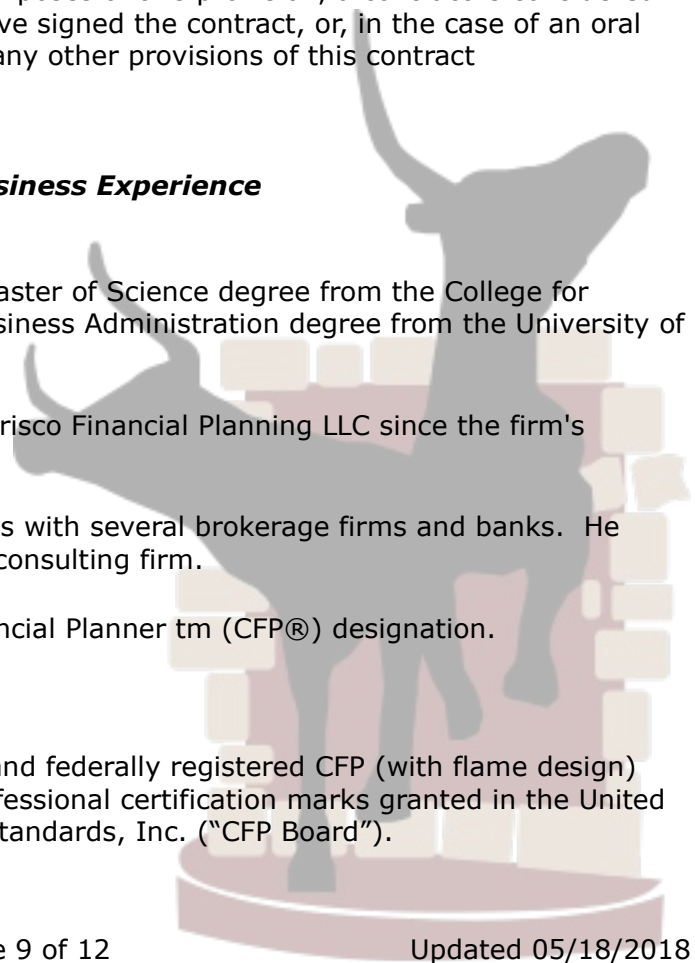 ve signed the contract, or, in the case of an oral
any other provisions of this contract
siness Experience
aster of Science degree from the College for
siness Administration degree from the University of
risco Financial Planning LLC since the firm's
s with several brokerage firms and banks.  He
consulting firm.
ncial Planner tm (CFP®) designation.
and federally registered CFP (with flame design)
fessional certification marks granted in the United
tandards, Inc. (“CFP Board”).
e 9 of 12 Updated 05/18/2018